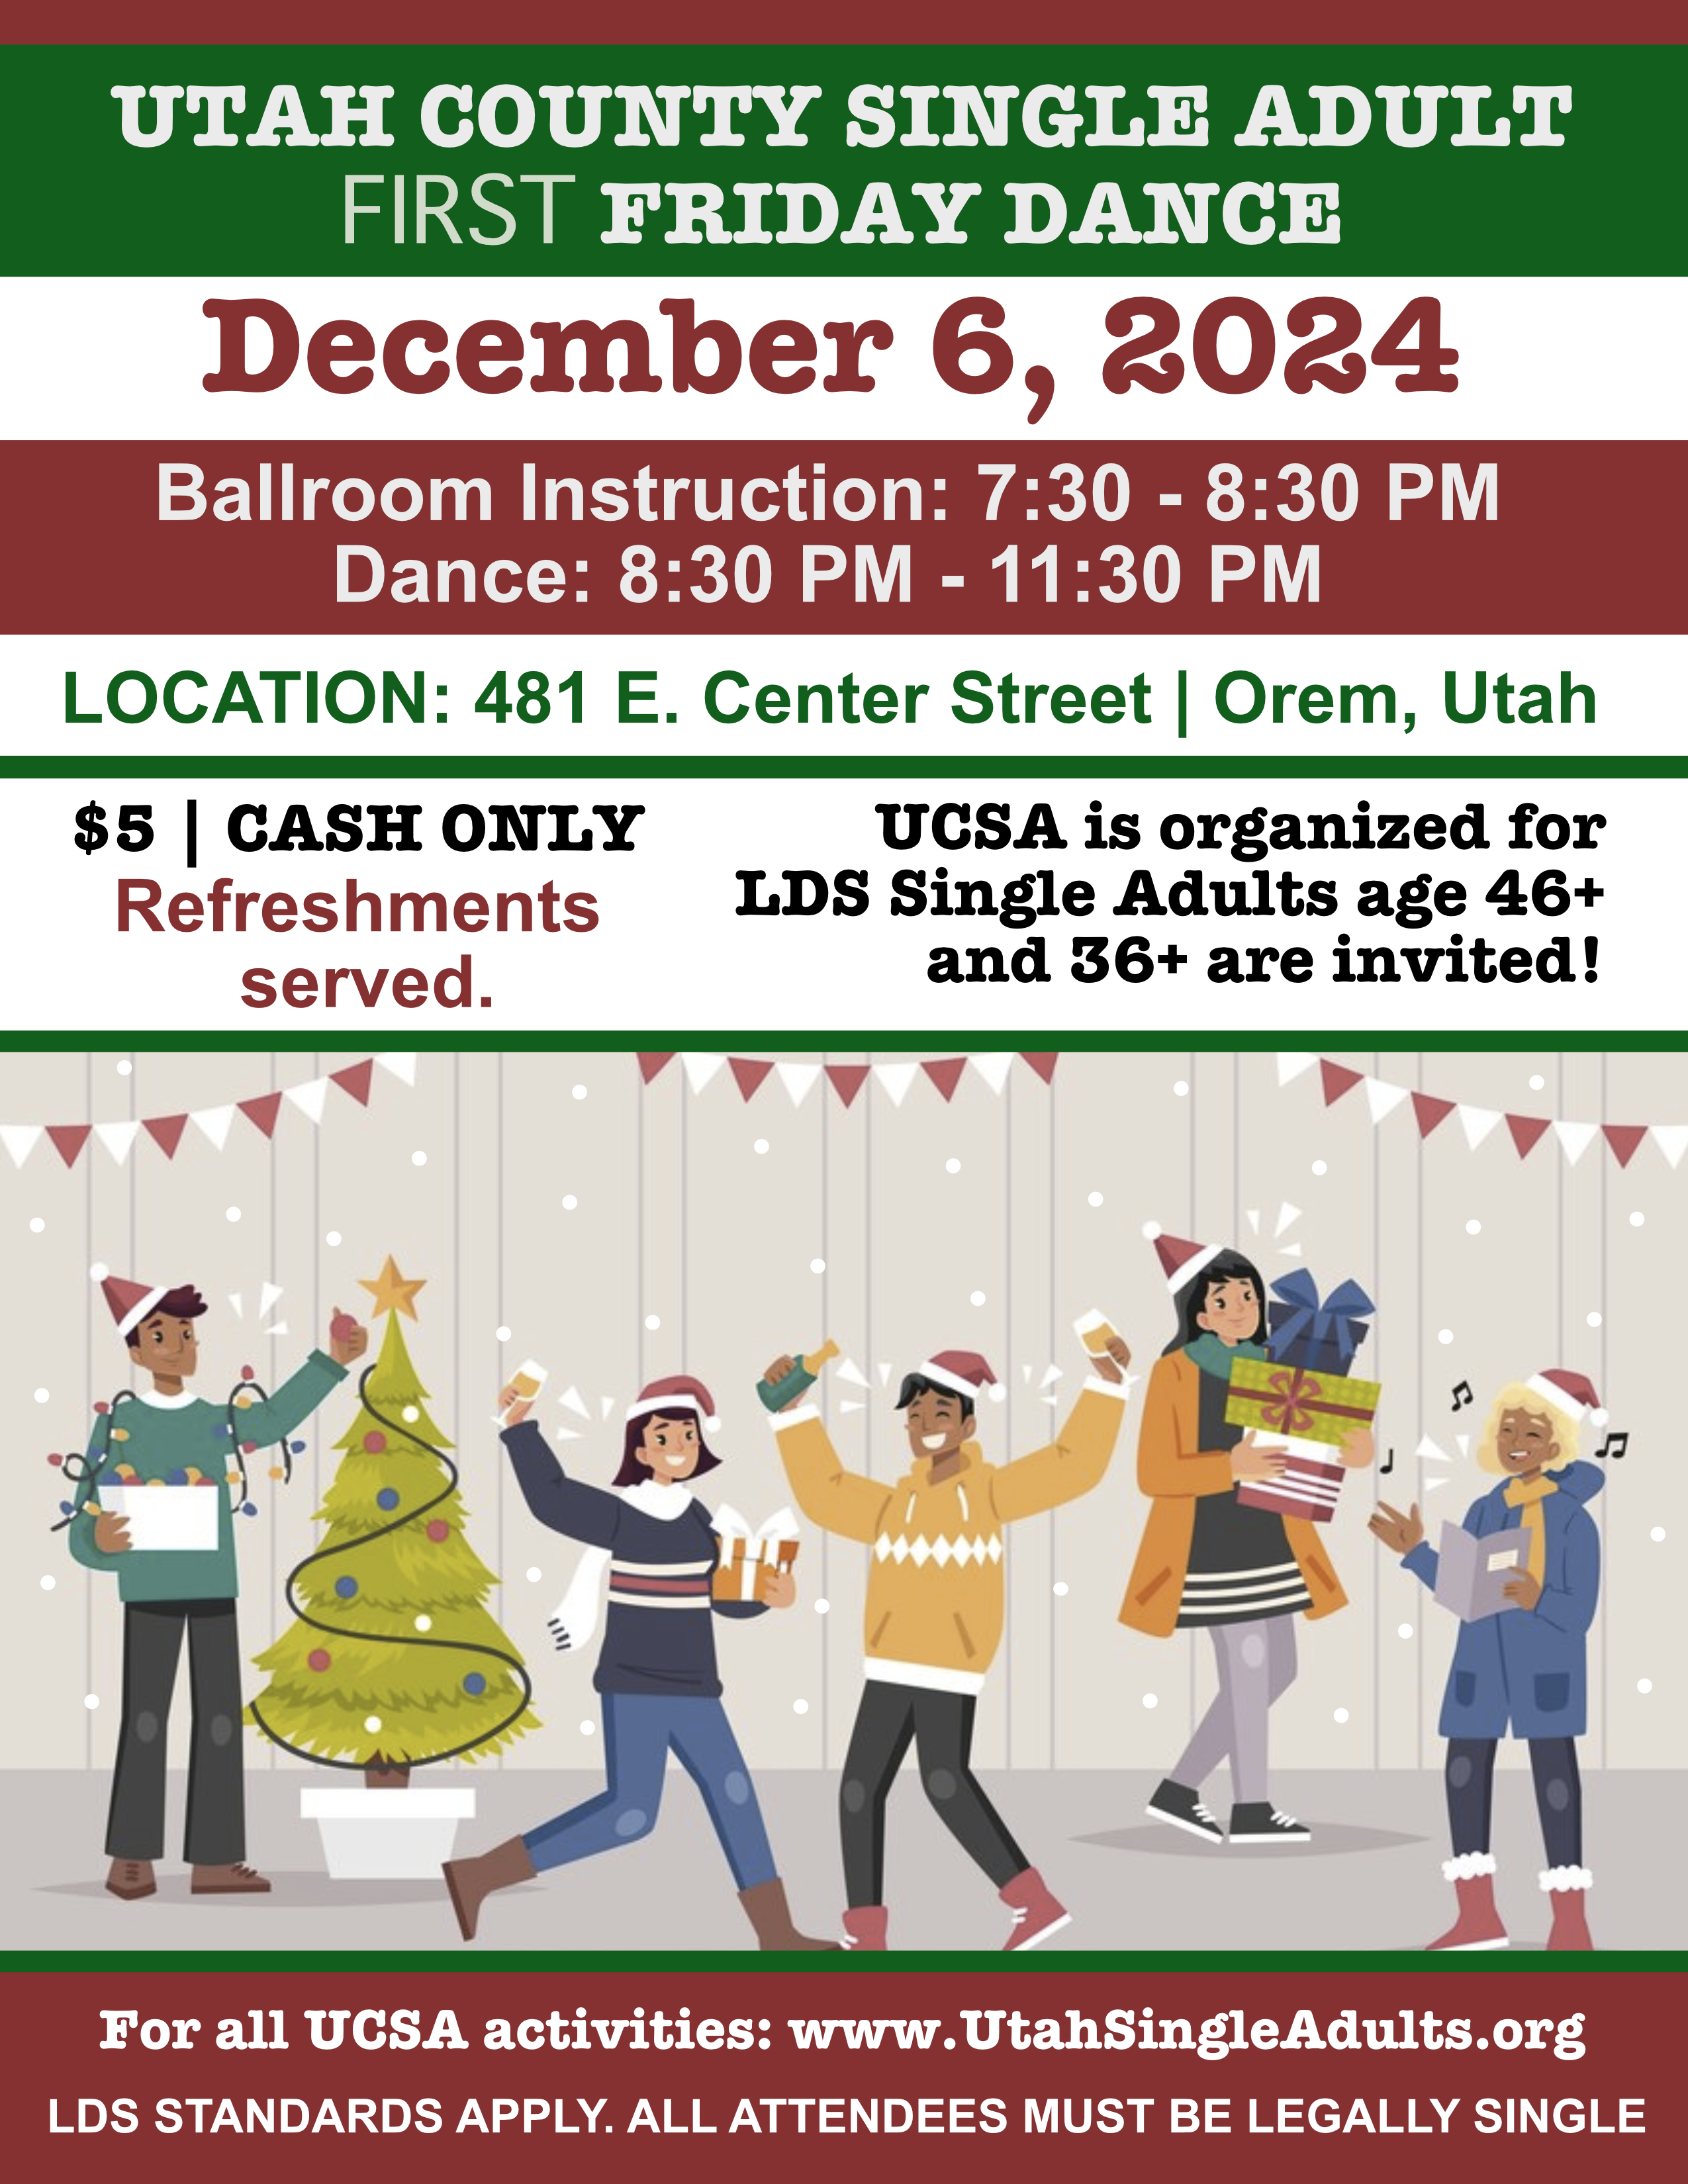 UTAH COUNTY SINGLE ADULT
FIRST FRIDAY DANCE
December 6, 2024
Ballroom Instruction: 7:30 - 8:30 PM
Dance: 8:30 PM - 11:30 PM
LOCATION: 481 E. Center Street | Orem, Utah
$5 | CASH ONLY
Refreshments
served.
UCSA is organized for
LDS Single Adults age 46+
and 36+ are invited!
For all UCSA activities: www.UtahSingleAdults.org
LDS STANDARDS APPLY. ALL ATTENDEES MUST BE LEGALLY SINGLE